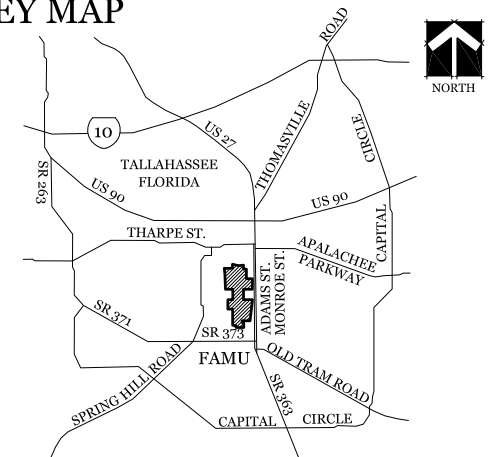 EY MAP
ROAD
NORTH
10
US 27
THOMASVILLE
CIRCLE
TALLAHASSEE
FLORIDA
SR 263
US 90
US 90
CAPITAL
THARPE ST.
APALACHEE
PARKWAY
ADAMS ST.
MONROE ST.
SR 371
SR 373
FAMU
OLD TRAM ROAD
SPRING HILL ROAD
SR 363
CAPITAL CIRCLE